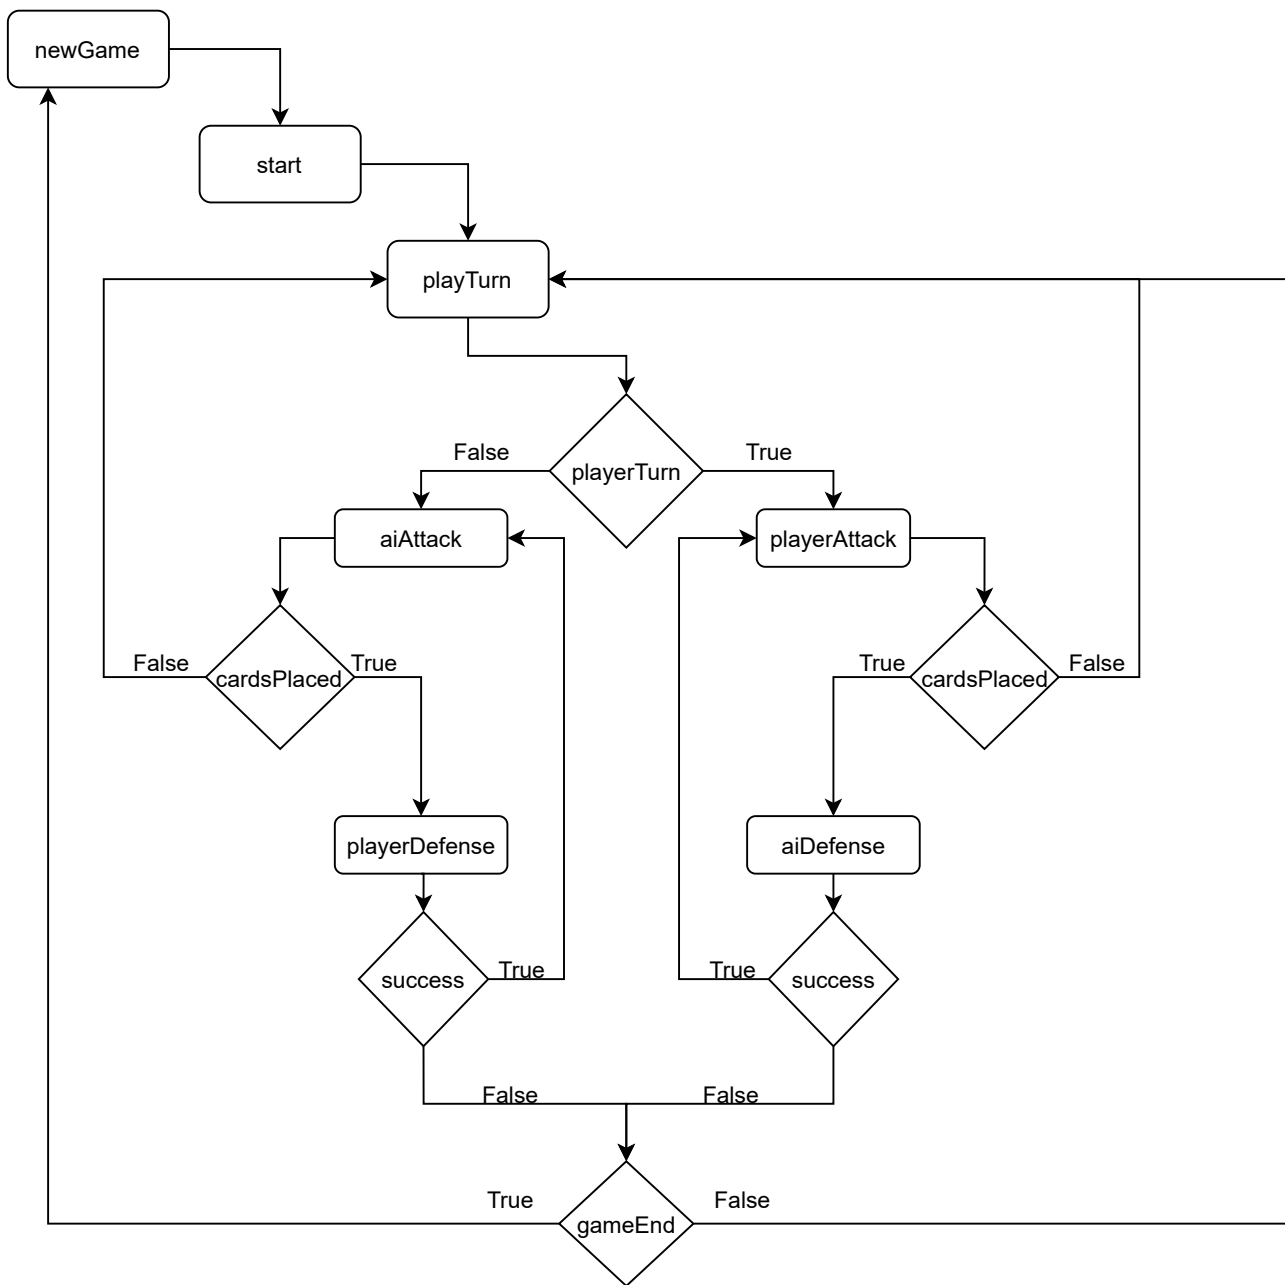 newGame
start
playTurn
False
True
playerTurn
aiAttack
playerAttack
False
True
True
False
cardsPlaced
cardsPlaced
playerDefense
aiDefense
success
True
True
success
False
False
True
False
gameEnd